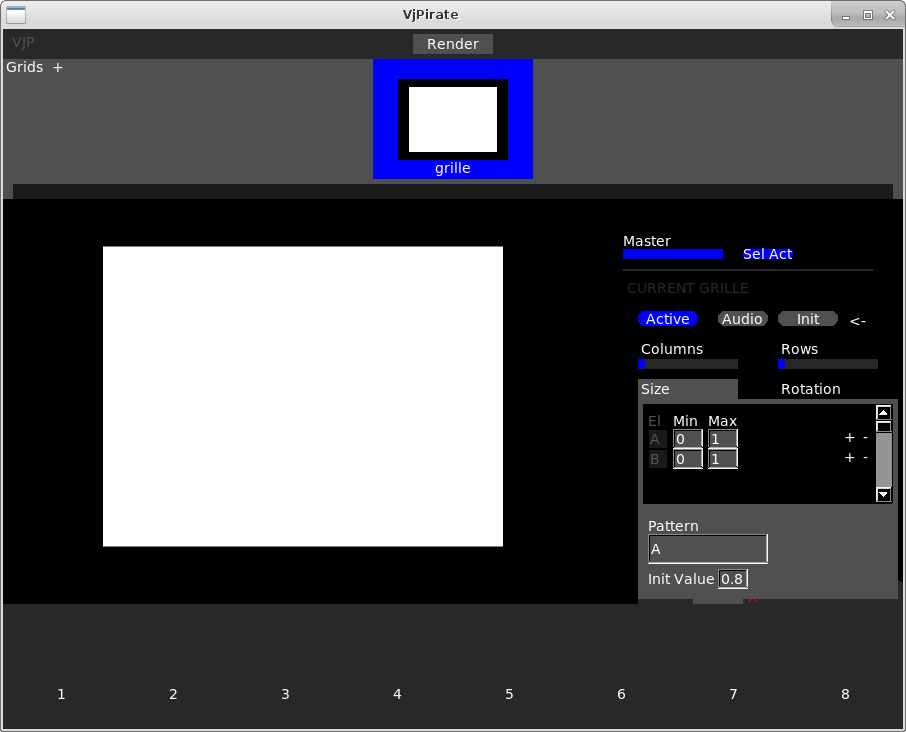 VjPirate
VJP
Render
Grids +
grille
Master
Sel Act
CURRENT GRILLE
Active Audio Init <-
Columns Rows
Size Rotation
El Min Max
A 0 1 + -
B 0 1 + -
Pattern
A
Init Value 0.8
1 2 3 4 5 6 7 8